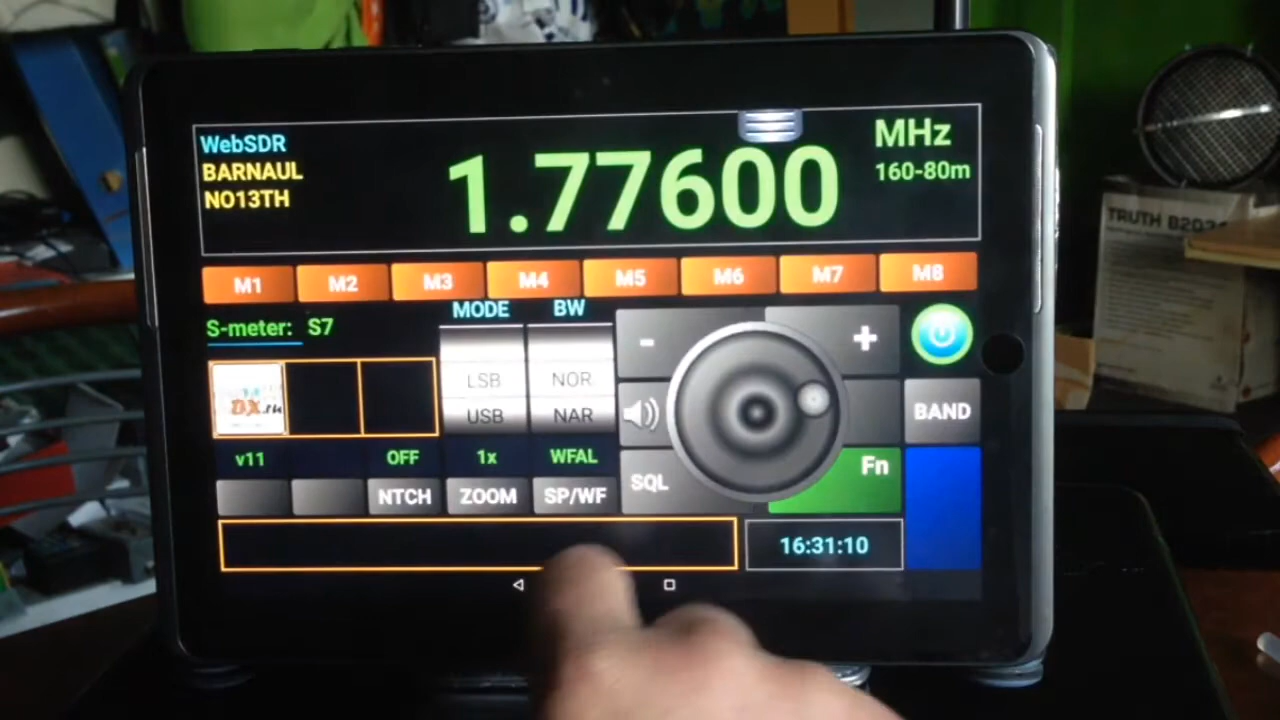 WebSDR
BARNAUL
NO13TH
1.77600
MHz
160-80m
M1 M2 M3 M4 M5 M6 M7 M8
S-meter: S7
MODE BW
LSB NOR
USB NAR
- +
BAND
DX
v11 OFF 1x WFAL
NTCH ZOOM SP/WF
SQL
Fn
16:31:10
TRUTH